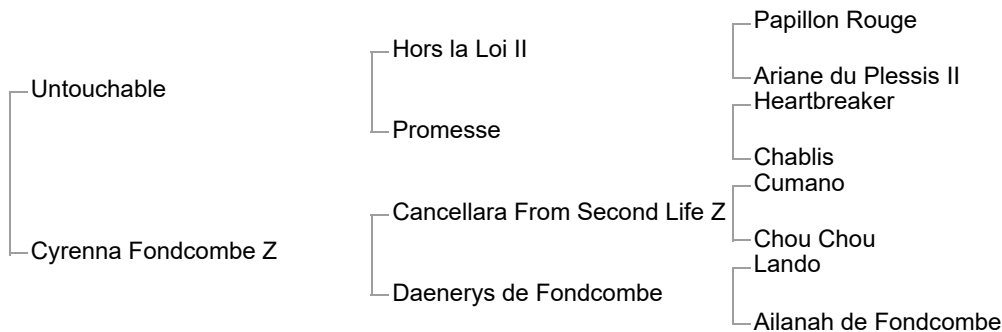 Papillon Rouge
Hors la Loi II
Ariane du Plessis II
Untouchable
Heartbreaker
Promesse
Chablis
Cumano
Cancellara From Second Life Z
Chou Chou
Cyrenna Fondcombe Z
Lando
Daenerys de Fondcombe
Ailanah de Fondcombe